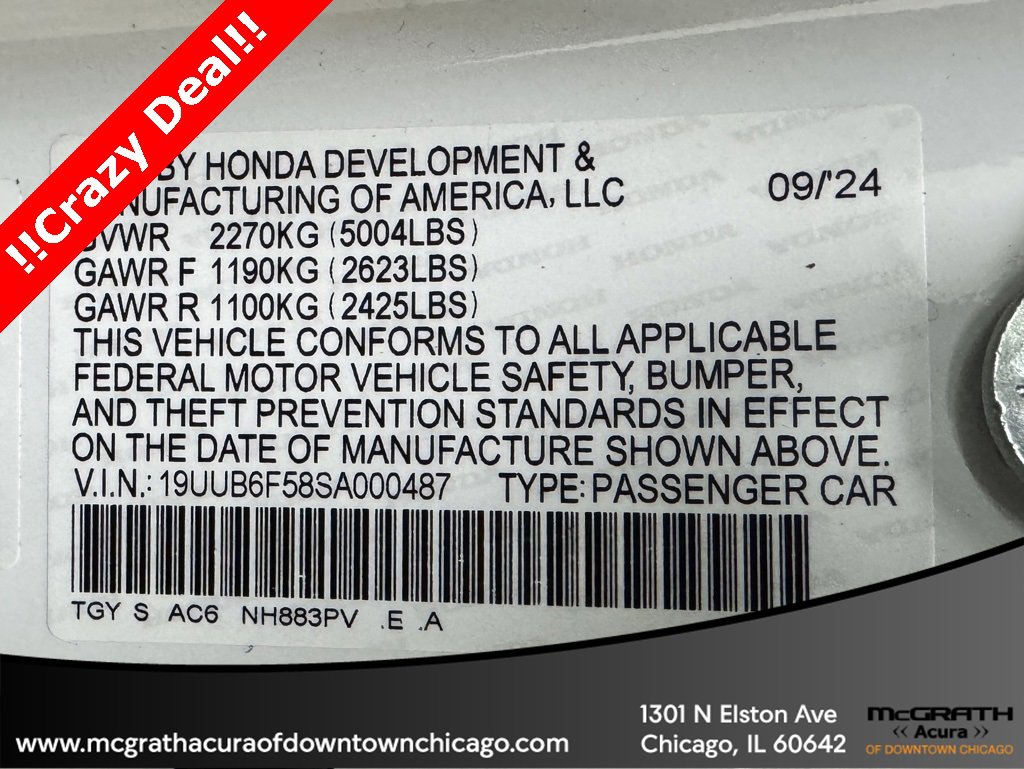 !!Crazy Deal!!
BY HONDA DEVELOPMENT &
NUFACTURING OF AMERICA, LLC
09/'24
GVWR 2270KG (5004LBS)
GAWR F 1190KG (2623LBS)
GAWR R 1100KG (2425LBS)
THIS VEHICLE CONFORMS TO ALL APPLICABLE
FEDERAL MOTOR VEHICLE SAFETY, BUMPER,
AND THEFT PREVENTION STANDARDS IN EFFECT
ON THE DATE OF MANUFACTURE SHOWN ABOVE.
V.I.N.: 19UUB6F58SA000487 TYPE: PASSENGER CAR
TGY S AC6 NH883PV .E .A
www.mcgrathacuraofdowntownchicago.com
1301 N Elston Ave
Chicago, IL 60642
McGRATH
<< Acura >>
OF DOWNTOWN CHICAGO